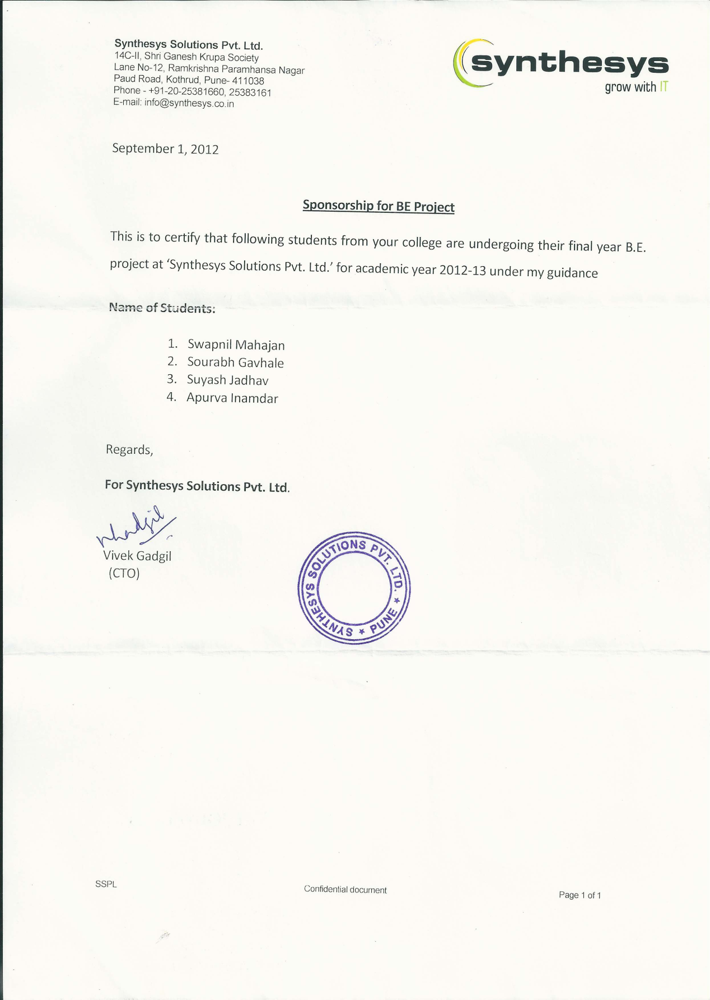 Synthesys Solutions Pvt. Ltd.
14C-II, Shri Ganesh Krupa Society
Lane No-12, Ramkrishna Paramhansa Nagar
Paud Road, Kothrud, Pune- 411038
Phone - +91-20-25381660, 25383161
E-mail: info@synthesys.co.in
synthesys
grow with IT
September 1, 2012
Sponsorship for BE Project
This is to certify that following students from your college are undergoing their final year B.E.
project at ‘Synthesys Solutions Pvt. Ltd.’ for academic year 2012-13 under my guidance
Name of Students:
1. Swapnil Mahajan
2. Sourabh Gavhale
3. Suyash Jadhav
4. Apurva Inamdar
Regards,
For Synthesys Solutions Pvt. Ltd.
Vivek Gadgil
(CTO)
SYNTHESYS SOLUTIONS PVT. LTD. ★ PUNE ★
SSPL
Confidential document
Page 1 of 1